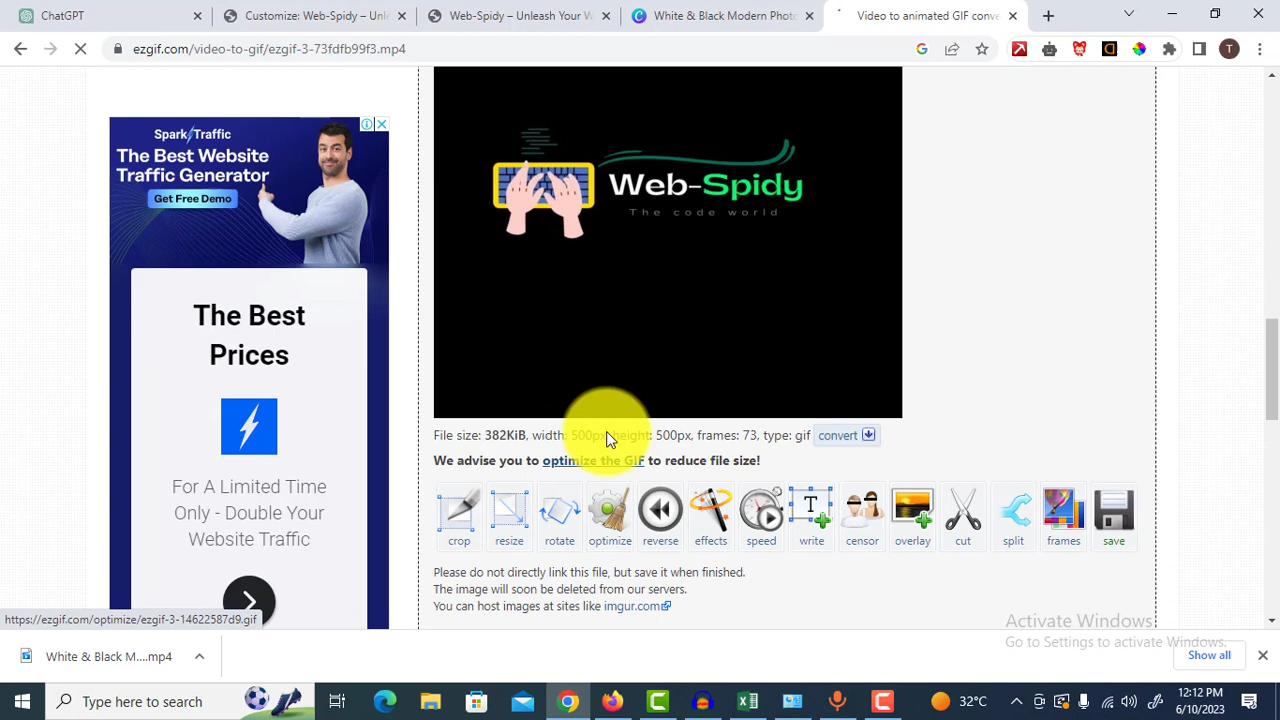 ChatGPT
Customize: Web-Spidy – Unle
Web-Spidy – Unleash Your W
White & Black Modern Photo
Video to animated GIF conve
ezgif.com/video-to-gif/ezgif-3-73fdfb99f3.mp4
T
Spark Traffic
The Best Website
Traffic Generator
Get Free Demo
The Best
Prices
For A Limited Time
Only - Double Your
Website Traffic
Web-Spidy
The code world
File size: 382KiB, width: 500px, height: 500px, frames: 73, type: gif
convert
We advise you to optimize the GIF to reduce file size!
T
crop
resize
rotate
optimize
reverse
effects
speed
write
censor
overlay
cut
split
frames
save
Please do not directly link this file, but save it when finished.
The image will soon be deleted from our servers.
You can host images at sites like imgur.com
https://ezgif.com/optimize/ezgif-3-14622587d9.gif
Activate Windows
Go to Settings to activate Windows.
White & Black M....mp4
Show all
Type here to search
32°C
12:12 PM
6/10/2023